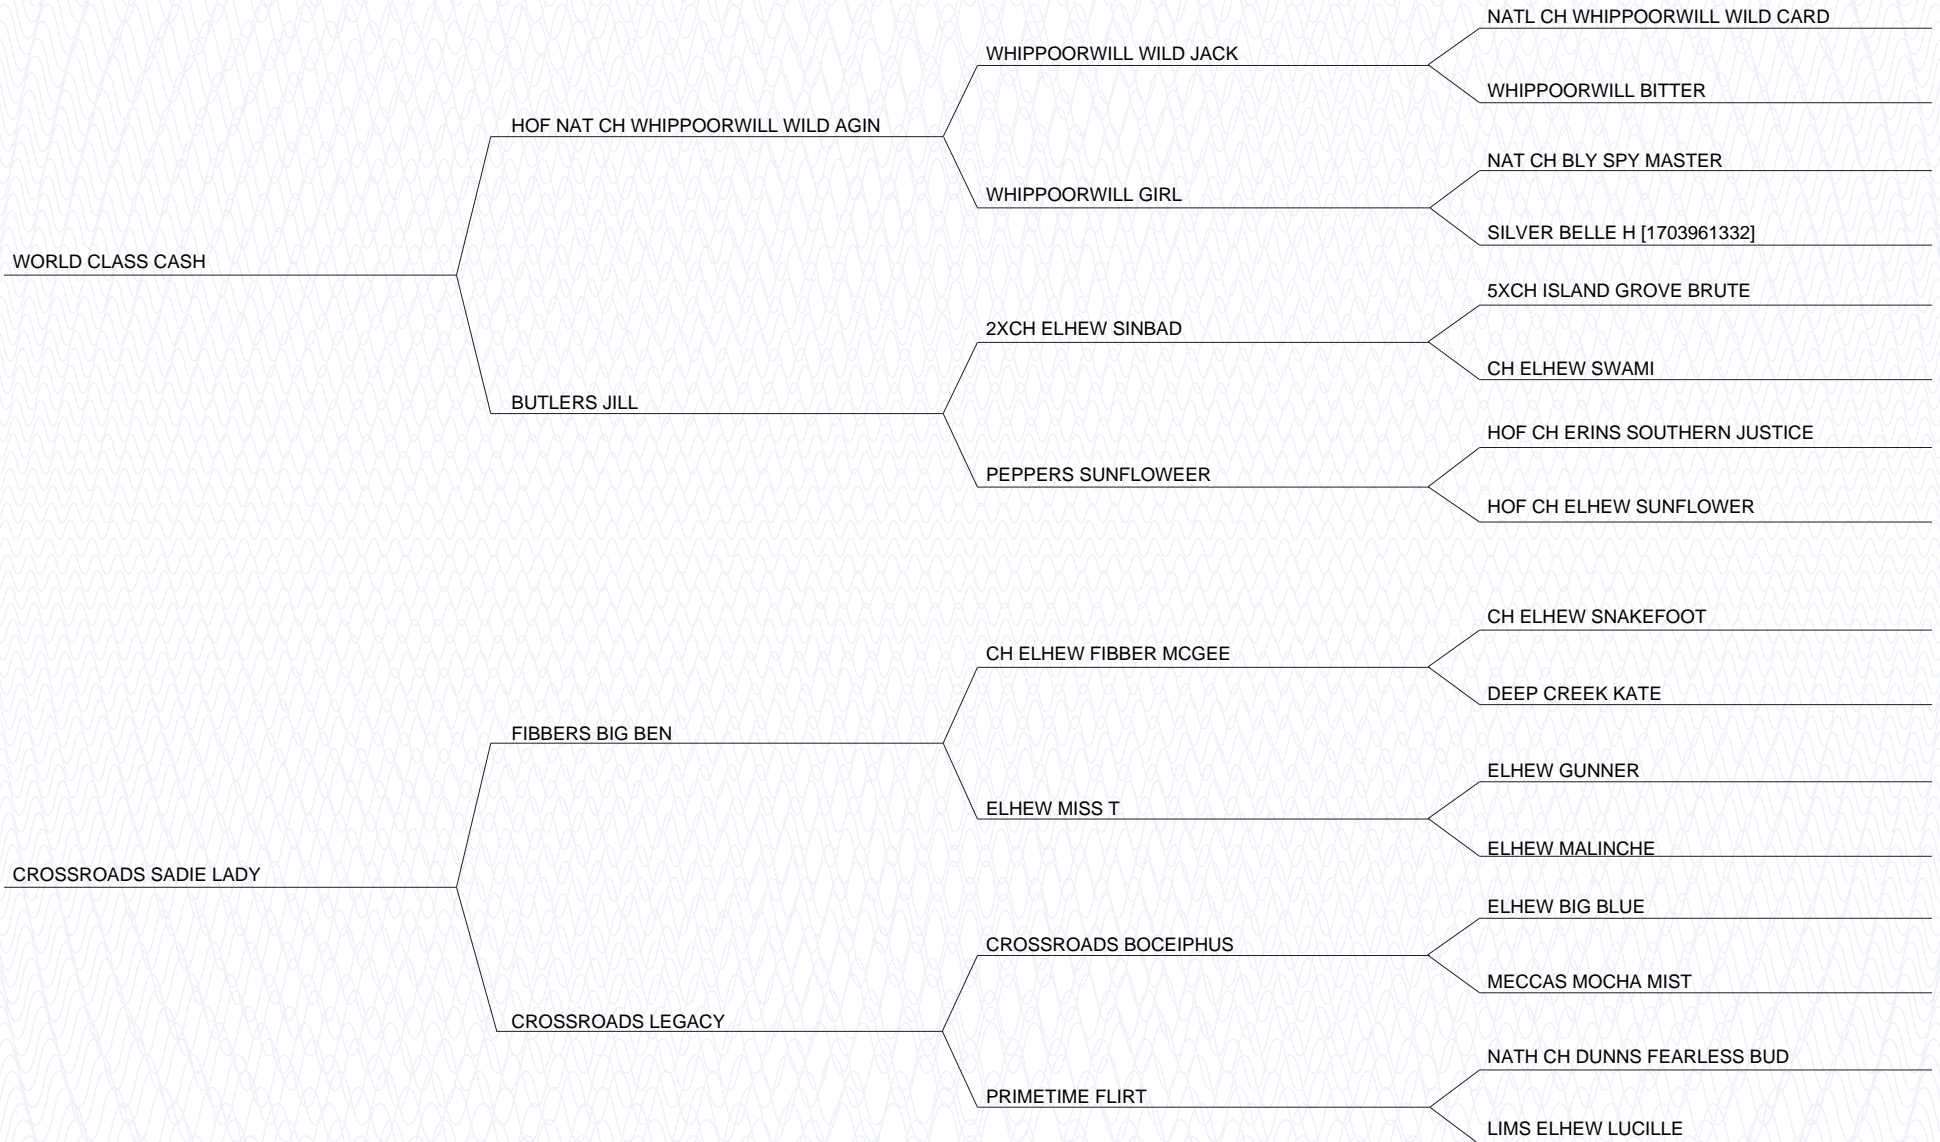 NATL CH WHIPPOORWILL WILD CARD
WHIPPOORWILL WILD JACK
WHIPPOORWILL BITTER
HOF NAT CH WHIPPOORWILL WILD AGIN
NAT CH BLY SPY MASTER
WHIPPOORWILL GIRL
SILVER BELLE H [1703961332]
WORLD CLASS CASH
5XCH ISLAND GROVE BRUTE
2XCH ELHEW SINBAD
CH ELHEW SWAMI
BUTLERS JILL
HOF CH ERINS SOUTHERN JUSTICE
PEPPERS SUNFLOWEER
HOF CH ELHEW SUNFLOWER
CH ELHEW SNAKEFOOT
CH ELHEW FIBBER MCGEE
DEEP CREEK KATE
FIBBERS BIG BEN
ELHEW GUNNER
ELHEW MISS T
ELHEW MALINCHE
CROSSROADS SADIE LADY
ELHEW BIG BLUE
CROSSROADS BOCEIPHUS
MECCAS MOCHA MIST
CROSSROADS LEGACY
NATH CH DUNNS FEARLESS BUD
PRIMETIME FLIRT
LIMS ELHEW LUCILLE